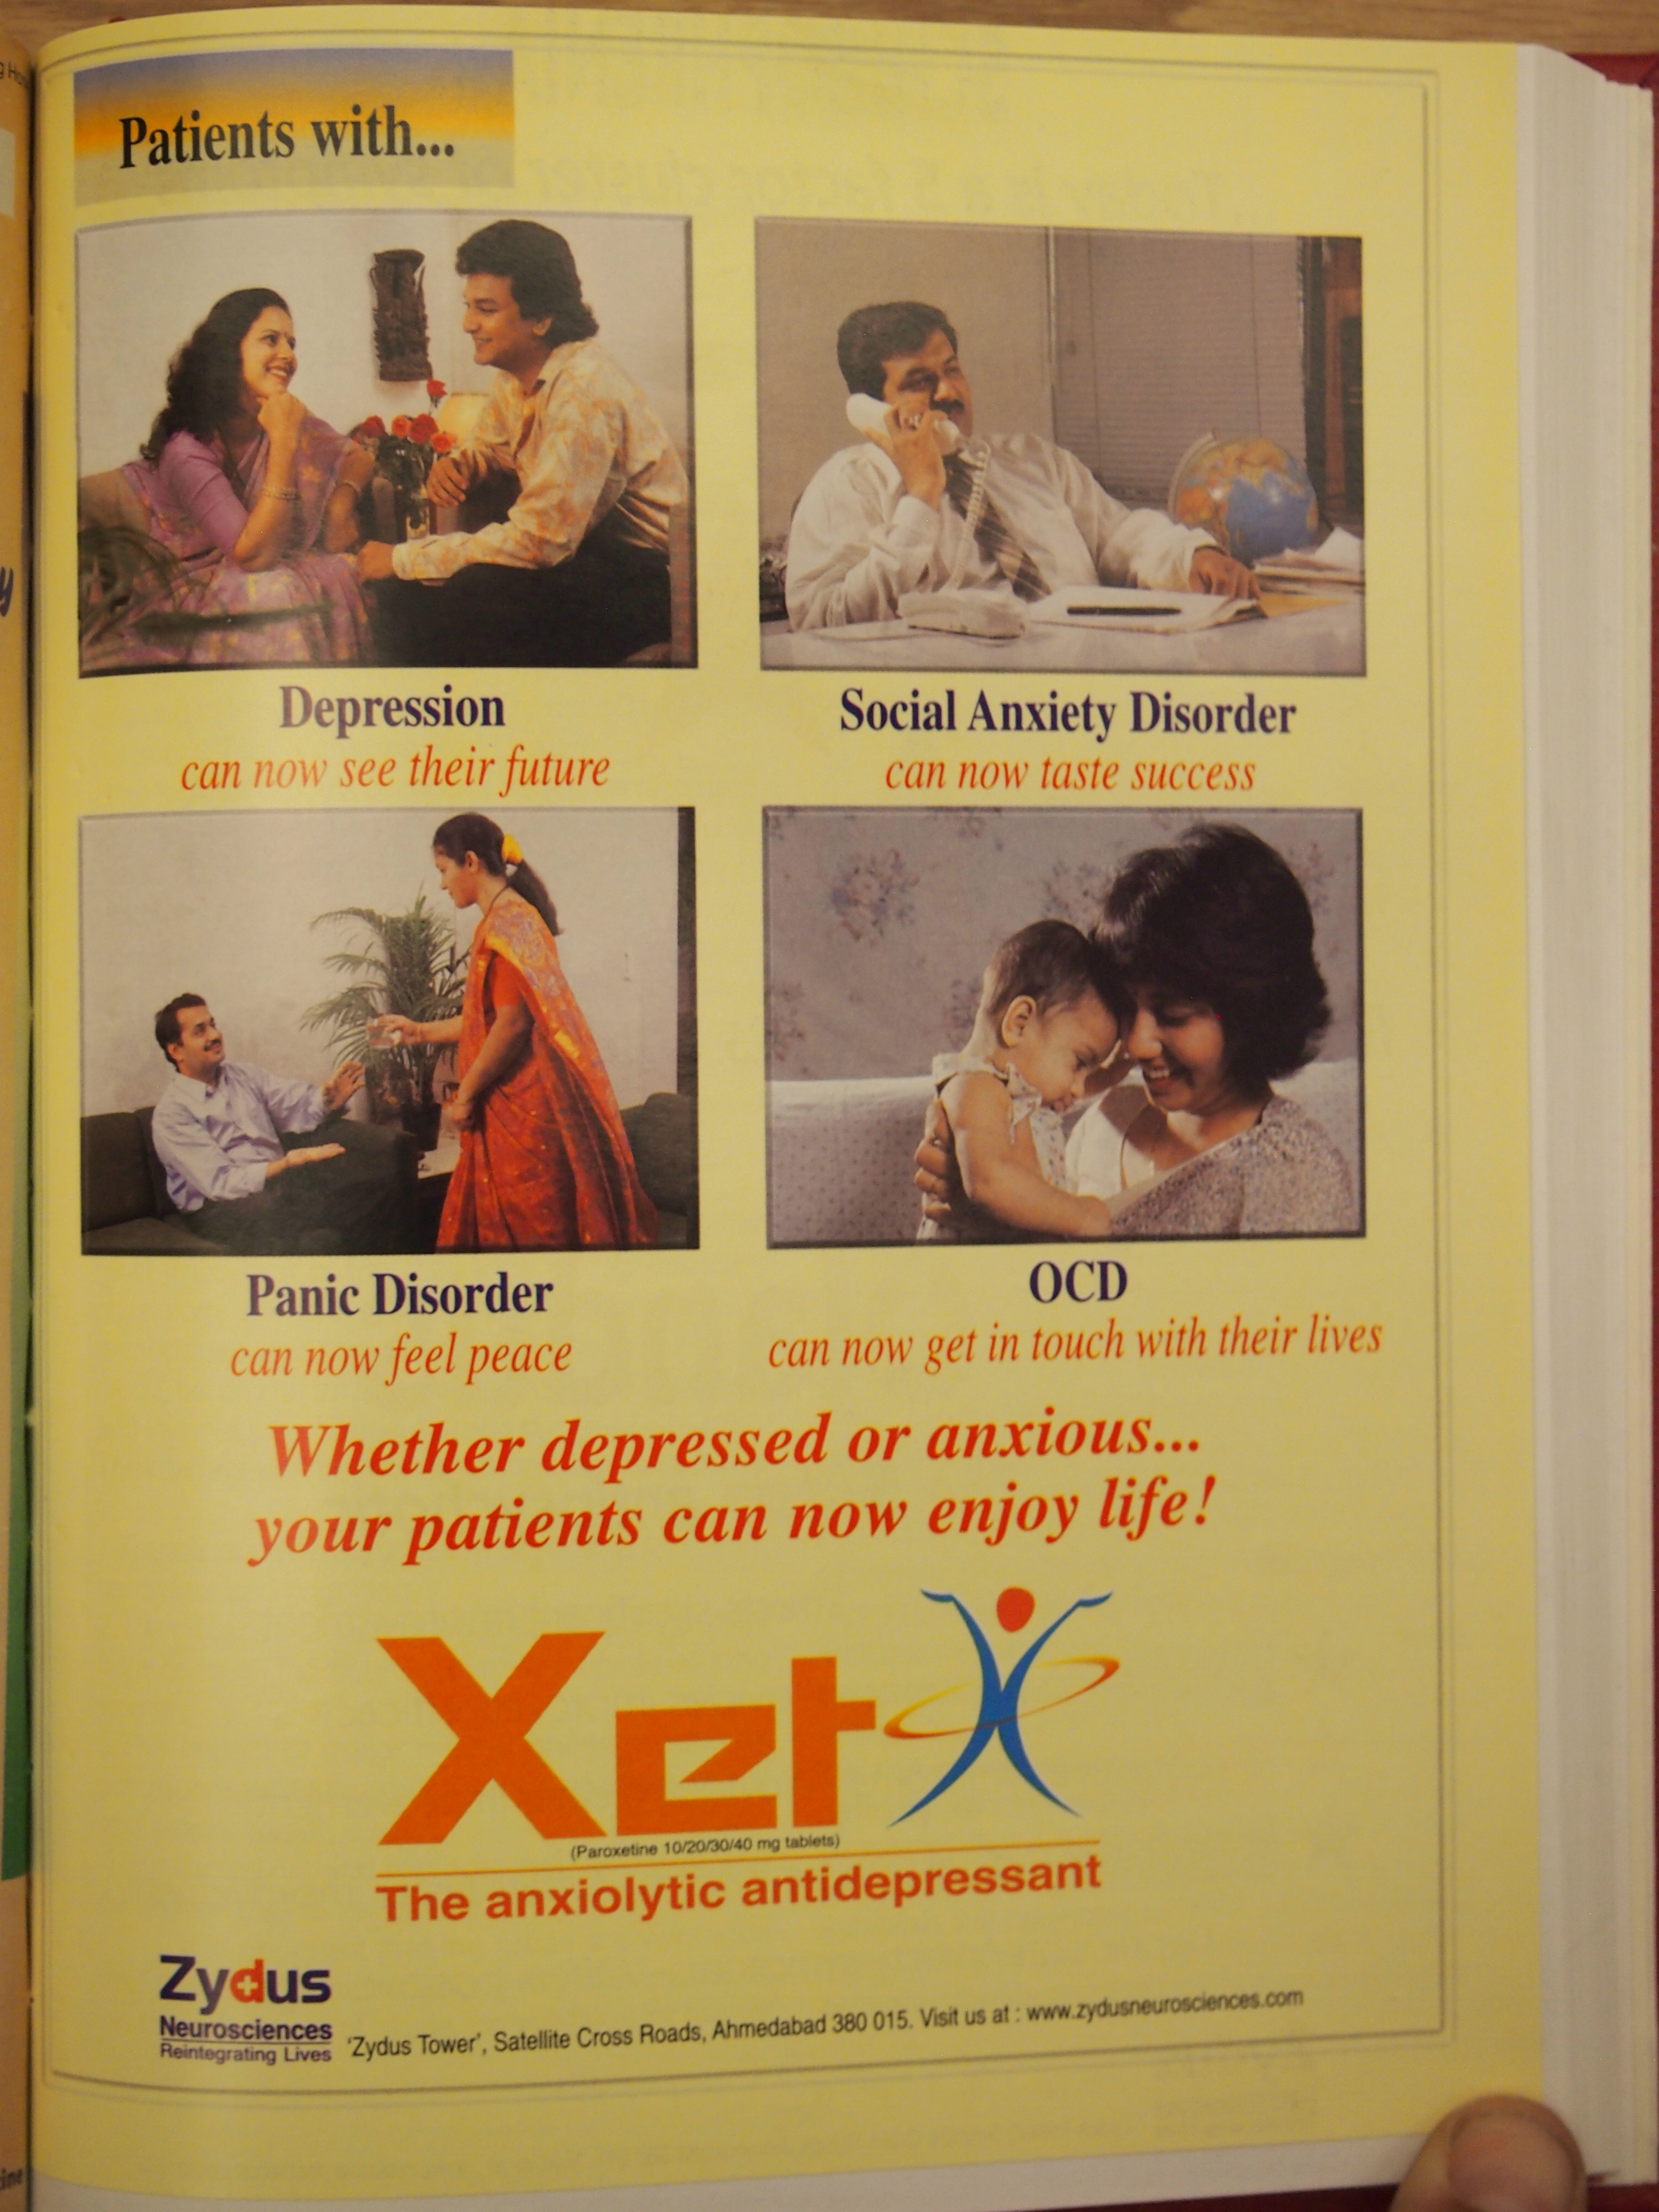 Patients with...
Depression
can now see their future
Social Anxiety Disorder
can now taste success
Panic Disorder
can now feel peace
OCD
can now get in touch with their lives
Whether depressed or anxious...
your patients can now enjoy life!
Xet
(Paroxetine 10/20/30/40 mg tablets)
The anxiolytic antidepressant
Zydus
Neurosciences
Reintegrating Lives
'Zydus Tower', Satellite Cross Roads, Ahmedabad 380 015. Visit us at : www.zydusneurosciences.com